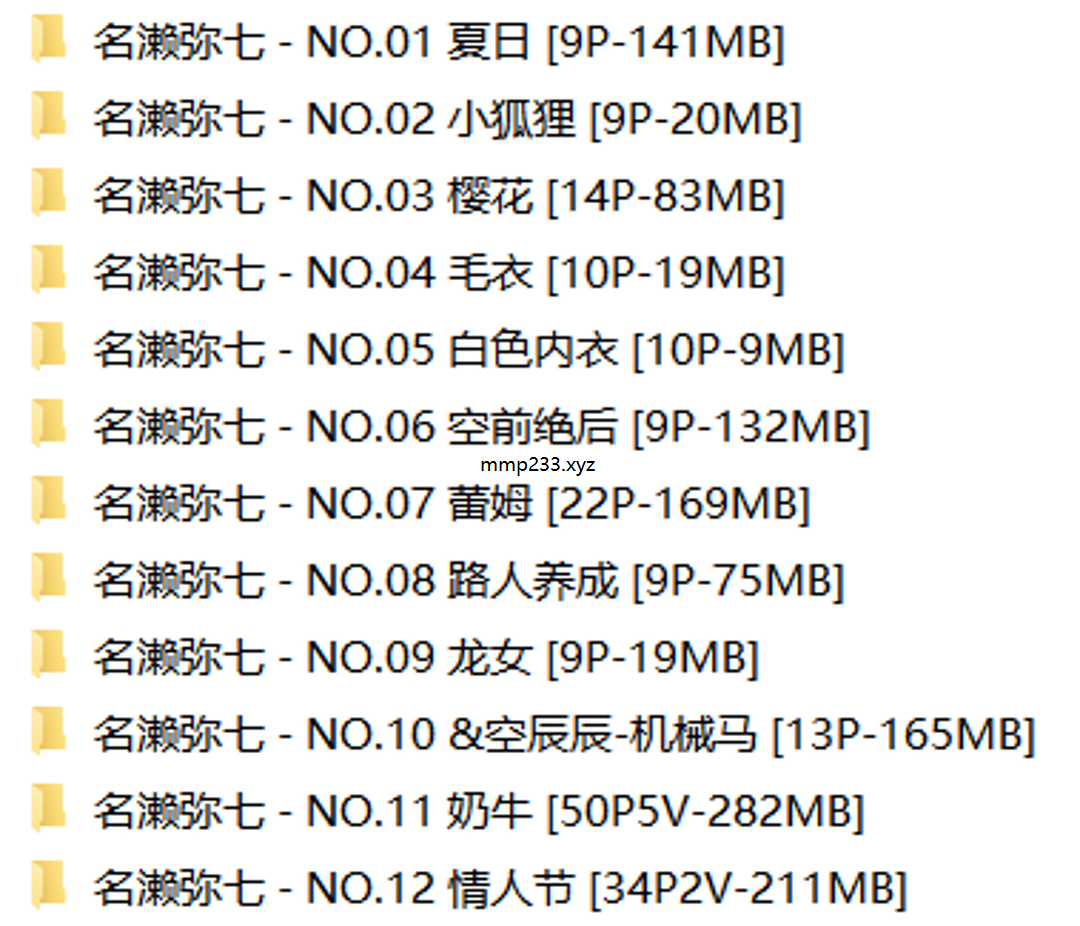 名濑弥七 - NO.01 夏日 [9P-141MB]
名濑弥七 - NO.02 小狐狸 [9P-20MB]
名濑弥七 - NO.03 樱花 [14P-83MB]
名濑弥七 - NO.04 毛衣 [10P-19MB]
名濑弥七 - NO.05 白色内衣 [10P-9MB]
名濑弥七 - NO.06 空前绝后 [9P-132MB]
mmp233.xyz
名濑弥七 - NO.07 蕾姆 [22P-169MB]
名濑弥七 - NO.08 路人养成 [9P-75MB]
名濑弥七 - NO.09 龙女 [9P-19MB]
名濑弥七 - NO.10 &空辰辰-机械马 [13P-165MB]
名濑弥七 - NO.11 奶牛 [50P5V-282MB]
名濑弥七 - NO.12 情人节 [34P2V-211MB]